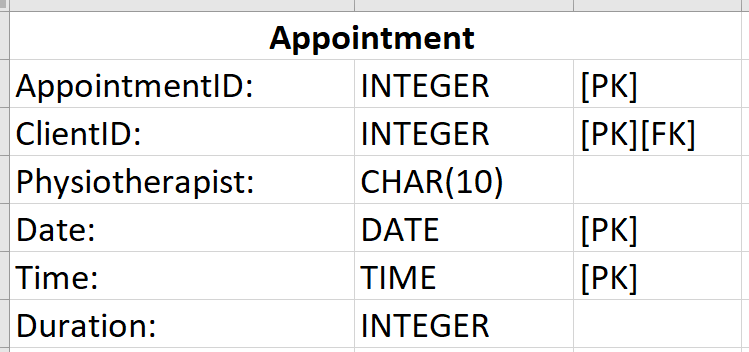 Appointment
AppointmentID: INTEGER [PK]
ClientID: INTEGER [PK][FK]
Physiotherapist: CHAR(10)
Date: DATE [PK]
Time: TIME [PK]
Duration: INTEGER